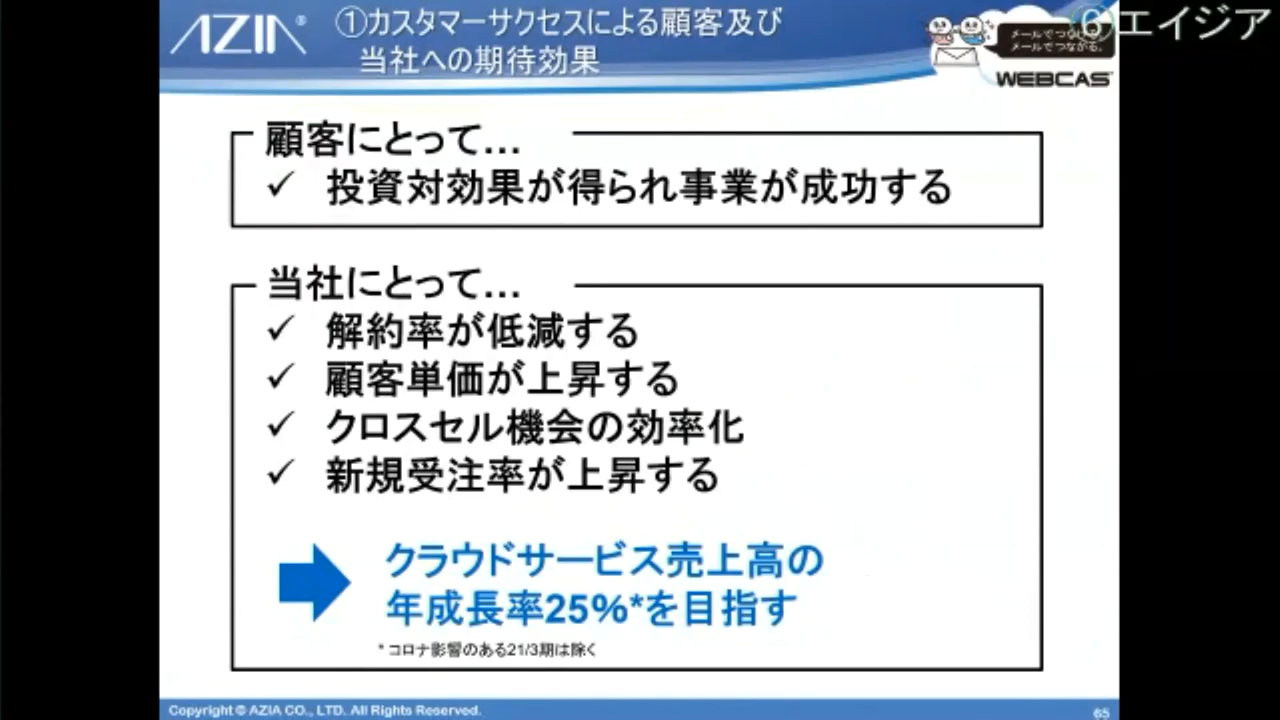 AZIA®
①カスタマーサクセスによる顧客及び
当社への期待効果
⑥エイジア
メールでつながる。
WEBCAS
顧客にとって…
✓ 投資対効果が得られ事業が成功する
当社にとって…
✓ 解約率が低減する
✓ 顧客単価が上昇する
✓ クロスセル機会の効率化
✓ 新規受注率が上昇する
クラウドサービス売上高の
年成長率25%*を目指す
* コロナ影響のある21/3期は除く
Copyright © AZIA CO., LTD. All Rights Reserved.
65